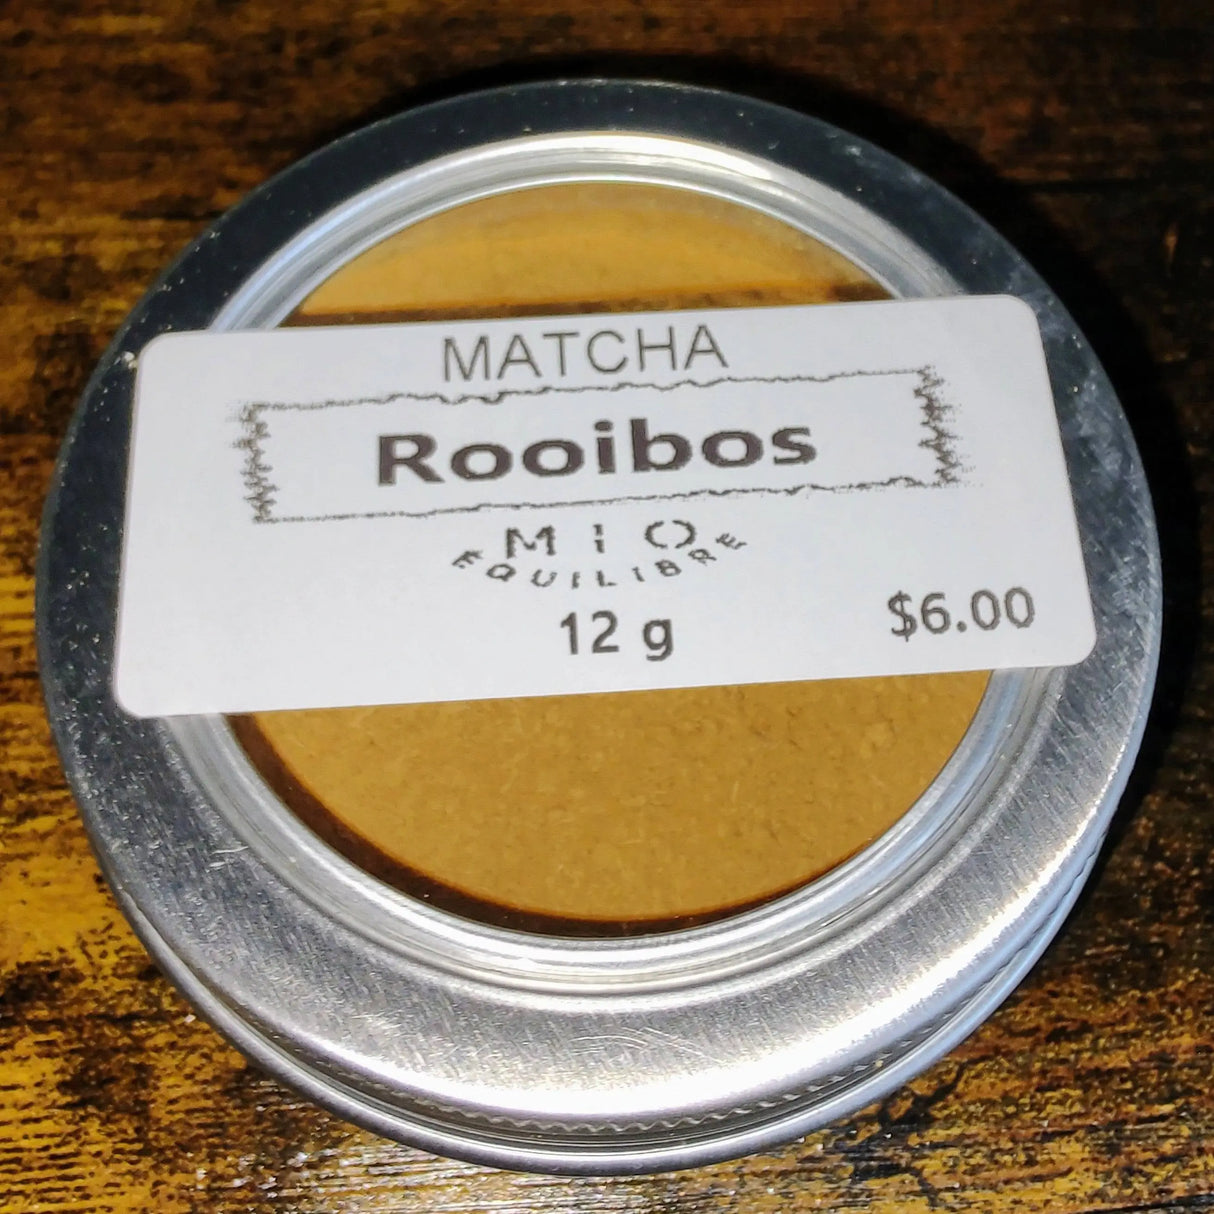 MATCHA
Rooibos
MIO
EQUILIBRE
12 g
$6.00